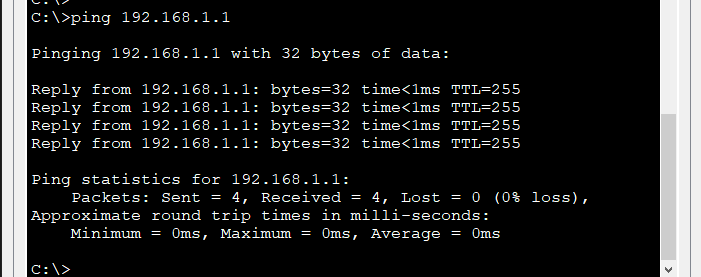 C:\>
C:\>ping 192.168.1.1
Pinging 192.168.1.1 with 32 bytes of data:
Reply from 192.168.1.1: bytes=32 time<1ms TTL=255
Reply from 192.168.1.1: bytes=32 time<1ms TTL=255
Reply from 192.168.1.1: bytes=32 time<1ms TTL=255
Reply from 192.168.1.1: bytes=32 time<1ms TTL=255
Ping statistics for 192.168.1.1:
Packets: Sent = 4, Received = 4, Lost = 0 (0% loss),
Approximate round trip times in milli-seconds:
Minimum = 0ms, Maximum = 0ms, Average = 0ms
C:\>